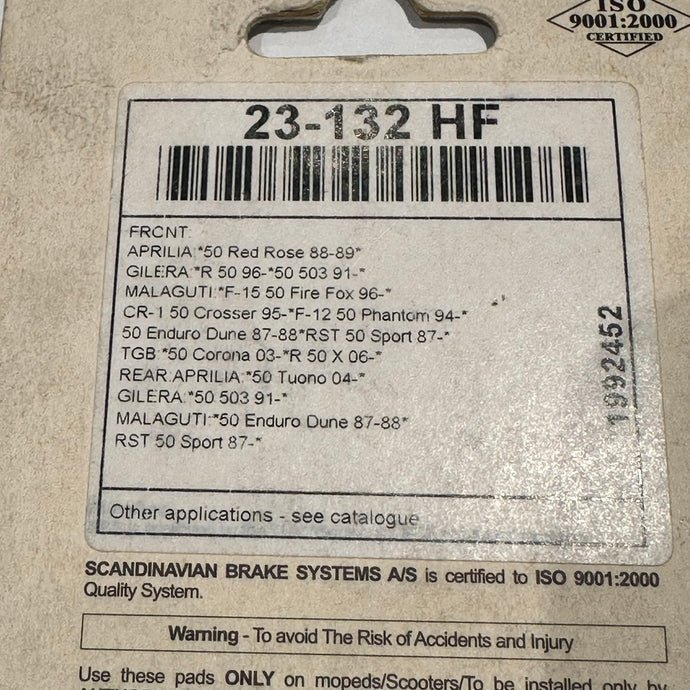 ISO
9001:2000
CERTIFIED
23-132 HF
FRONT:
APRILIA:*50 Red Rose 88-89*
GILERA:*R 50 96-*50 503 91-*
MALAGUTI:*F-15 50 Fire Fox 96-*
CR-1 50 Crosser 95-*F-12 50 Phantom 94-*
50 Enduro Dune 87-88*RST 50 Sport 87-*
TGB:*50 Corona 03-*R 50 X 06-*
REAR:APRILIA:*50 Tuono 04-*
GILERA:*50 503 91-*
MALAGUTI:*50 Enduro Dune 87-88*
RST 50 Sport 87-*
1992452
Other applications - see catalogue
SCANDINAVIAN BRAKE SYSTEMS A/S is certified to ISO 9001:2000
Quality System.
Warning - To avoid The Risk of Accidents and Injury
Use these pads ONLY on mopeds/Scooters/To be installed only by